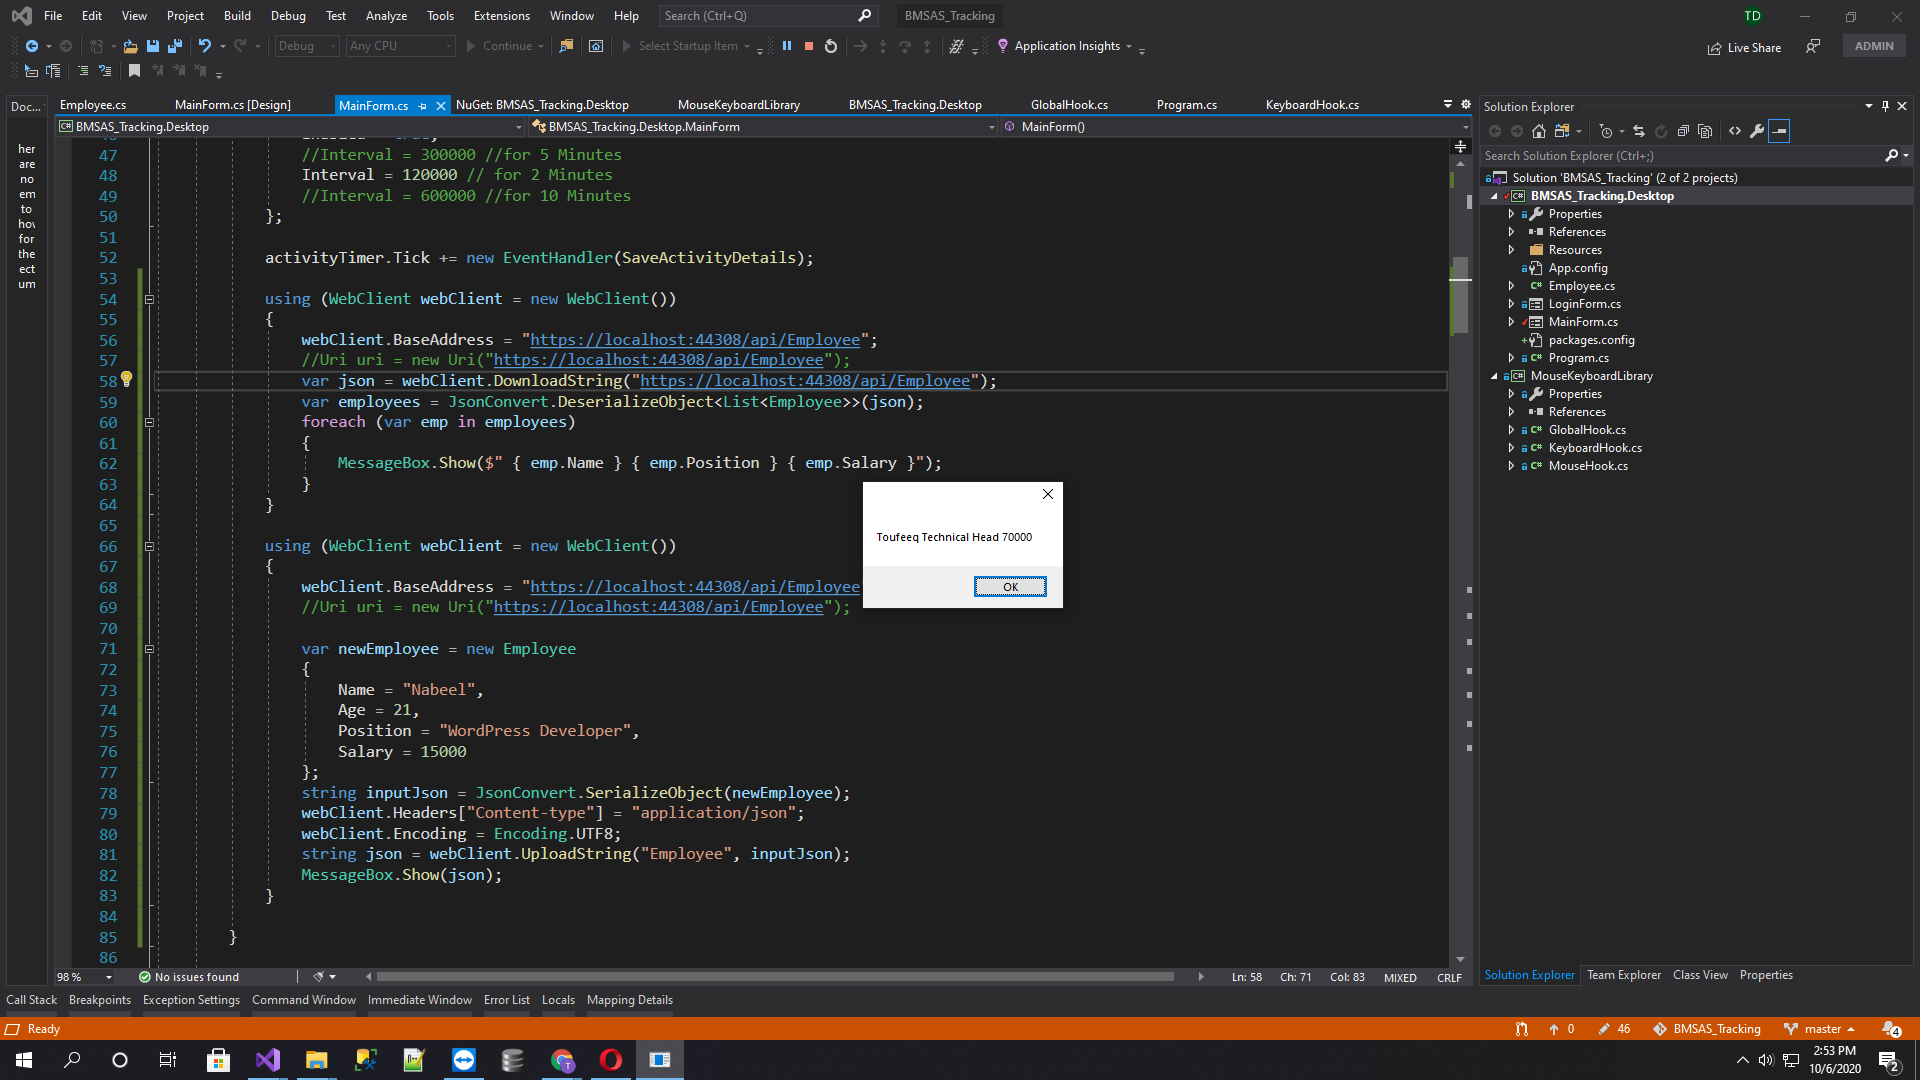 File Edit View Project Build Debug Test Analyze Tools Extensions Window Help Search (Ctrl+Q) BMSAS_Tracking TD
Debug Any CPU Continue Select Startup Item Application Insights Live Share ADMIN
Doc...
her
are
no
em
to
hov
for
the
ect
um
Employee.cs MainForm.cs [Design] MainForm.cs NuGet: BMSAS_Tracking.Desktop MouseKeyboardLibrary BMSAS_Tracking.Desktop GlobalHook.cs Program.cs KeyboardHook.cs
BMSAS_Tracking.Desktop BMSAS_Tracking.Desktop.MainForm MainForm()
47 //Interval = 300000 //for 5 Minutes
48 Interval = 120000 // for 2 Minutes
49 //Interval = 600000 //for 10 Minutes
50 };
51
52 activityTimer.Tick += new EventHandler(SaveActivityDetails);
53
54 using (WebClient webClient = new WebClient())
55 {
56 webClient.BaseAddress = "https://localhost:44308/api/Employee";
57 //Uri uri = new Uri("https://localhost:44308/api/Employee");
58 var json = webClient.DownloadString("https://localhost:44308/api/Employee");
59 var employees = JsonConvert.DeserializeObject<List<Employee>>(json);
60 foreach (var emp in employees)
61 {
62 MessageBox.Show($" { emp.Name } { emp.Position } { emp.Salary }");
63 }
64 }
65
66 using (WebClient webClient = new WebClient())
67 {
68 webClient.BaseAddress = "https://localhost:44308/api/Employee
69 //Uri uri = new Uri("https://localhost:44308/api/Employee");
70
71 var newEmployee = new Employee
72 {
73 Name = "Nabeel",
74 Age = 21,
75 Position = "WordPress Developer",
76 Salary = 15000
77 };
78 string inputJson = JsonConvert.SerializeObject(newEmployee);
79 webClient.Headers["Content-type"] = "application/json";
80 webClient.Encoding = Encoding.UTF8;
81 string json = webClient.UploadString("Employee", inputJson);
82 MessageBox.Show(json);
83 }
84
85 }
86
Toufeeq Technical Head 70000
OK
98 % No issues found Ln: 58 Ch: 71 Col: 83 MIXED CRLF
Solution Explorer
Search Solution Explorer (Ctrl+;)
Solution 'BMSAS_Tracking' (2 of 2 projects)
BMSAS_Tracking.Desktop
Properties
References
Resources
App.config
Employee.cs
LoginForm.cs
MainForm.cs
packages.config
Program.cs
MouseKeyboardLibrary
Properties
References
GlobalHook.cs
KeyboardHook.cs
MouseHook.cs
Solution Explorer Team Explorer Class View Properties
Call Stack Breakpoints Exception Settings Command Window Immediate Window Error List Locals Mapping Details
Ready 0 46 BMSAS_Tracking master 4
2:53 PM
10/6/2020
2